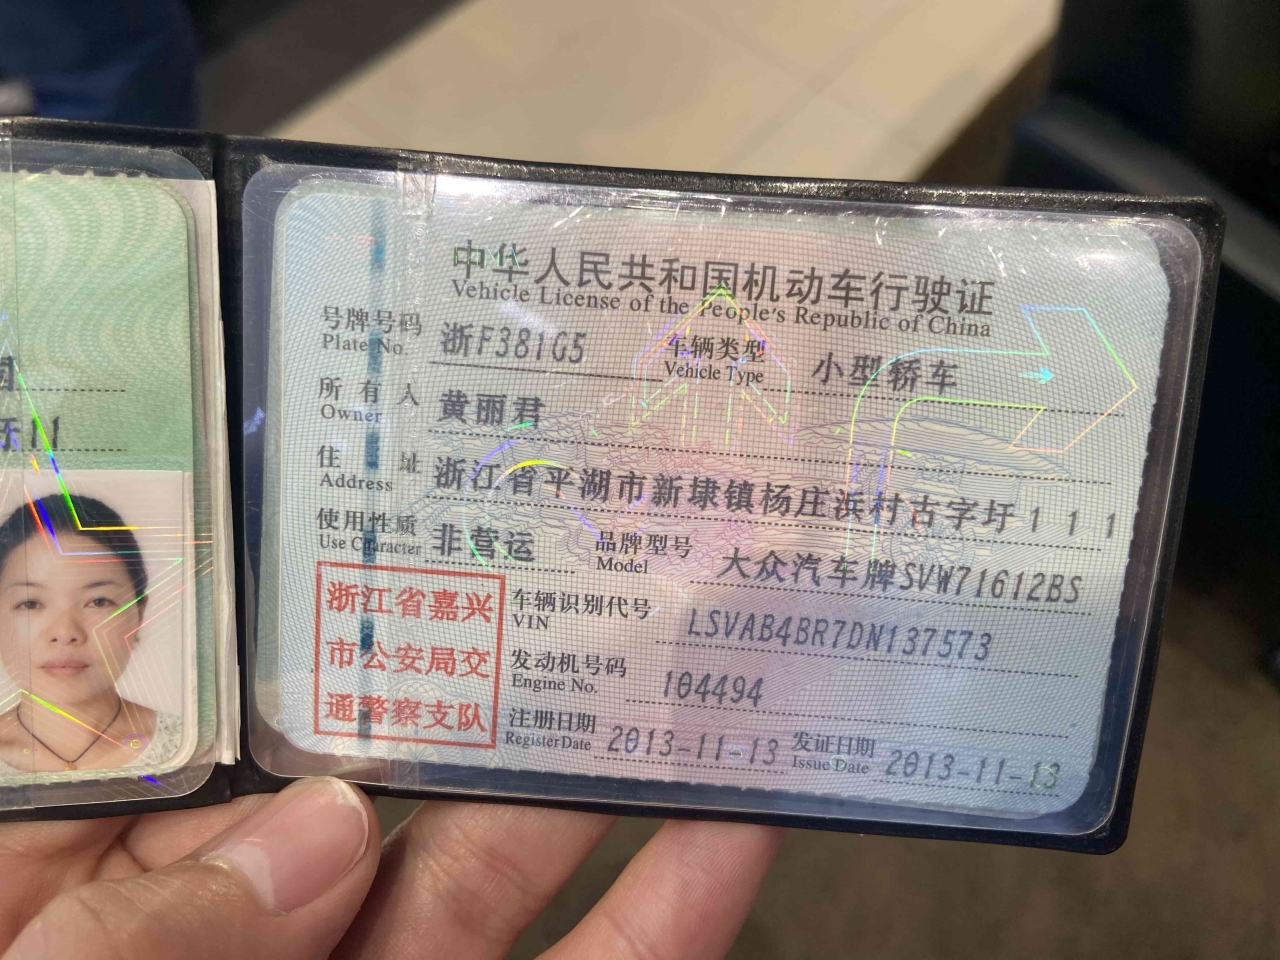 中华人民共和国机动车行驶证
Vehicle License of the People's Republic of China
号牌号码 浙F381G5 车辆类型 小型轿车
Plate No. Vehicle Type
所有人 黄丽君
Owner
住址 浙江省平湖市新埭镇杨庄浜村古字圩111
Address
使用性质 非营运 品牌型号 大众汽车牌SVW71612BS
Use Character Model
浙江省嘉兴
市公安局交
通警察支队
车辆识别代号 LSVAB4BR7DN137573
VIN
发动机号码 104494
Engine No.
注册日期 2013-11-13 发证日期 2013-11-13
Register Date Issue Date
11